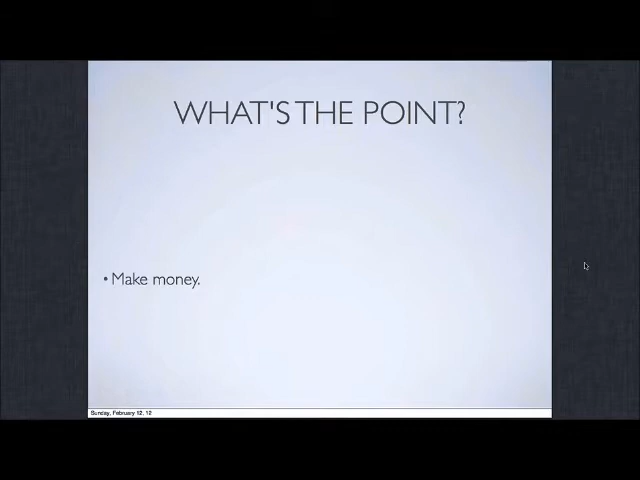 WHAT'S THE POINT?
• Make money.
Sunday, February 12, 12